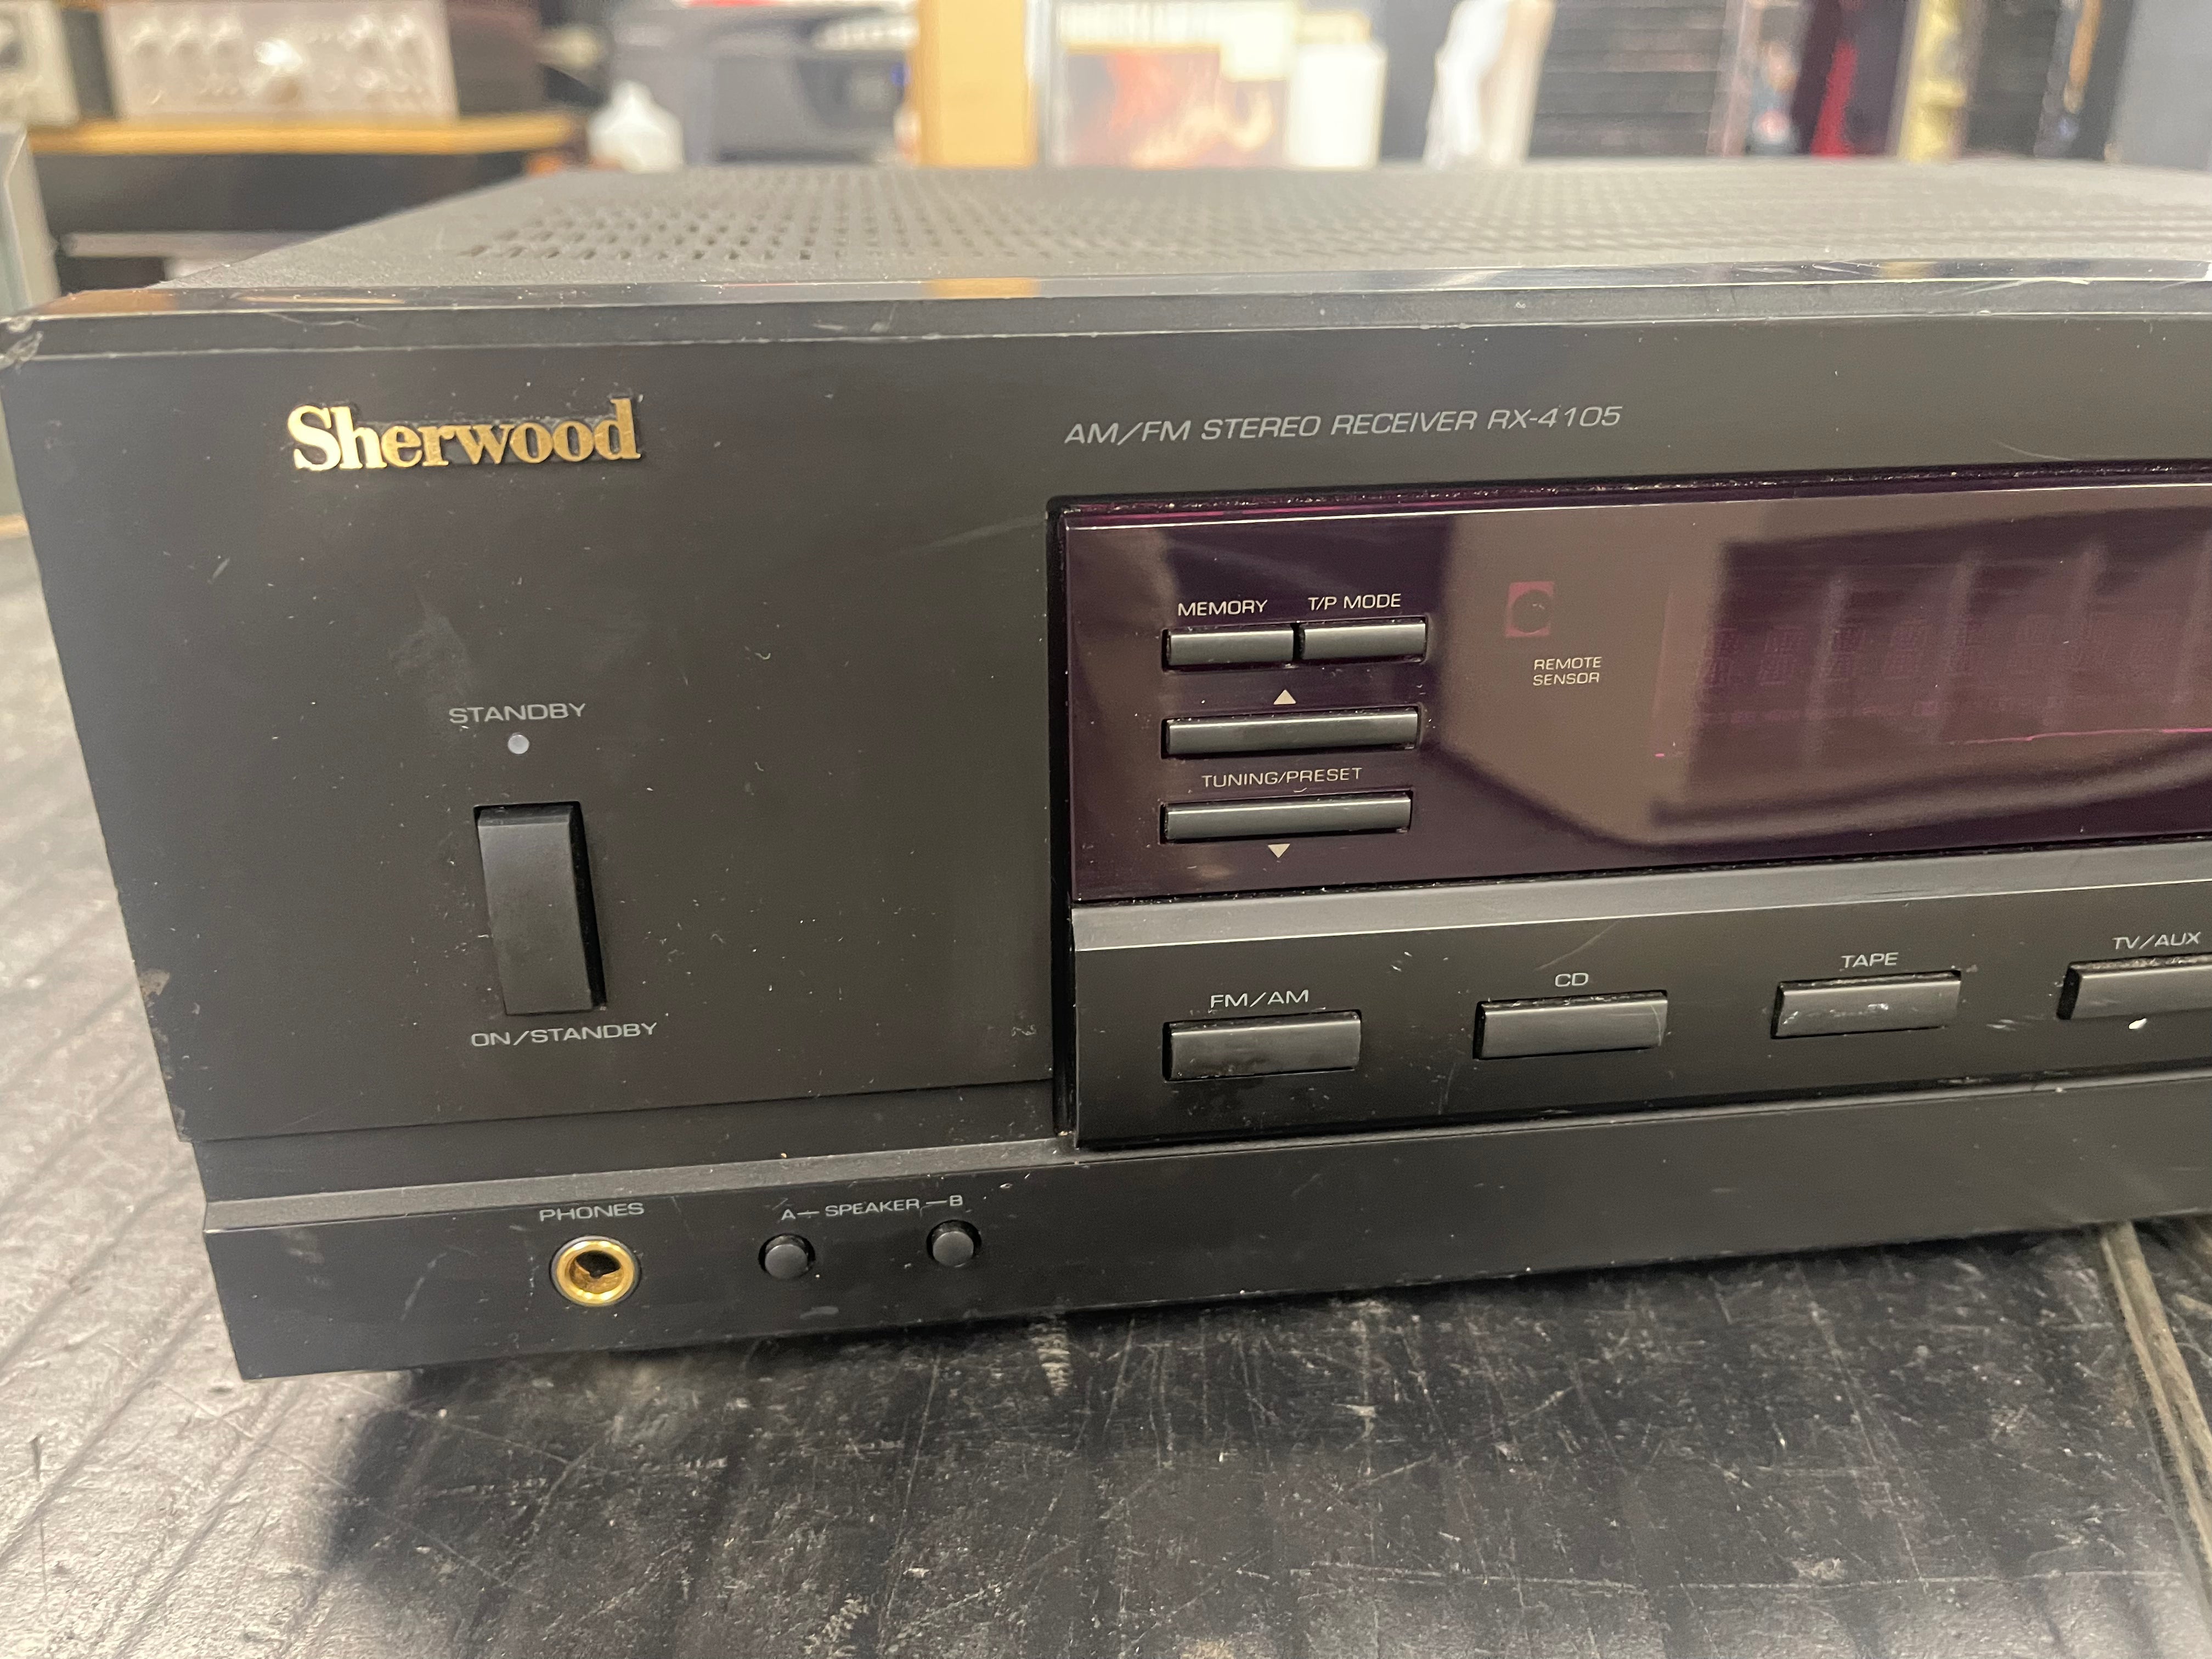 Sherwood
AM/FM STEREO RECEIVER RX-4105
MEMORY
T/P MODE
REMOTE
SENSOR
STANDBY
TUNING/PRESET
ON/STANDBY
FM/AM
CD
TAPE
TV/AUX
PHONES
A— SPEAKER —B